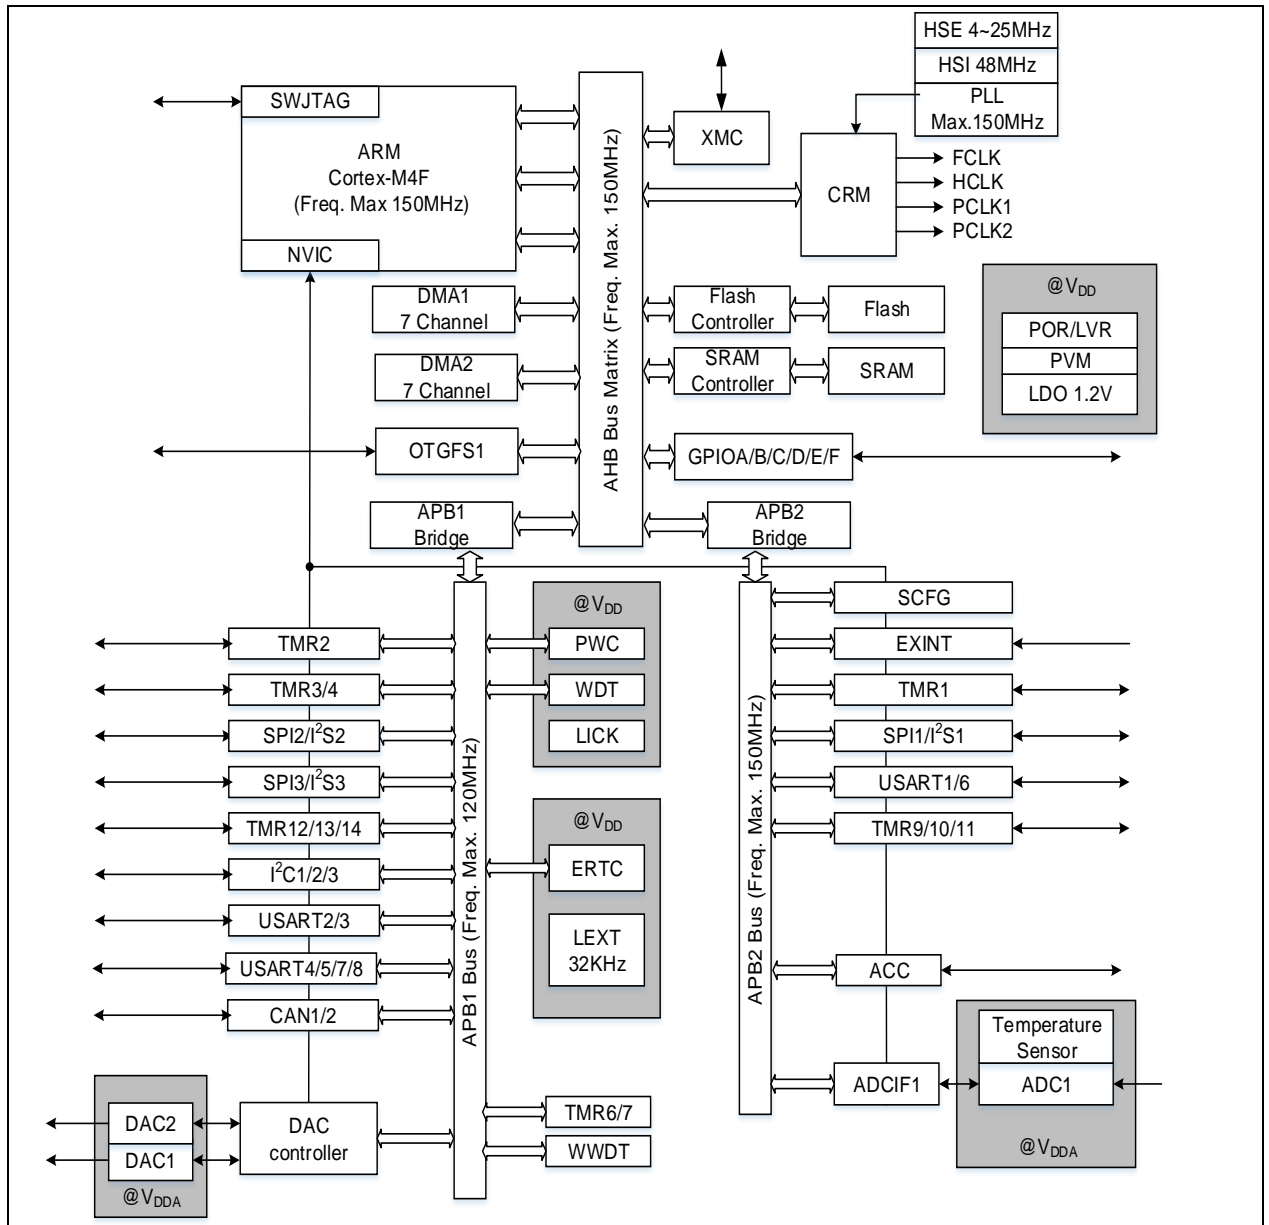 HSE 4~25MHz
HSI 48MHz
PLL
Max.150MHz
SWJTAG
ARM
Cortex-M4F
(Freq. Max 150MHz)
NVIC
AHB Bus Matrix (Freq. Max. 150MHz)
XMC
CRM
FCLK
HCLK
PCLK1
PCLK2
DMA1
7 Channel
Flash
Controller
Flash
DMA2
7 Channel
SRAM
Controller
SRAM
@VDD
POR/LVR
PVM
LDO 1.2V
OTGFS1
GPIOA/B/C/D/E/F
APB1
Bridge
APB2
Bridge
TMR2
TMR3/4
SPI2/I²S2
SPI3/I²S3
TMR12/13/14
I²C1/2/3
USART2/3
USART4/5/7/8
CAN1/2
DAC
controller
DAC2
DAC1
@VDDA
APB1 Bus (Freq. Max. 120MHz)
@VDD
PWC
WDT
LICK
@VDD
ERTC
LEXT
32KHz
TMR6/7
WWDT
APB2 Bus (Freq. Max. 150MHz)
SCFG
EXINT
TMR1
SPI1/I²S1
USART1/6
TMR9/10/11
ACC
ADCIF1
Temperature
Sensor
ADC1
@VDDA